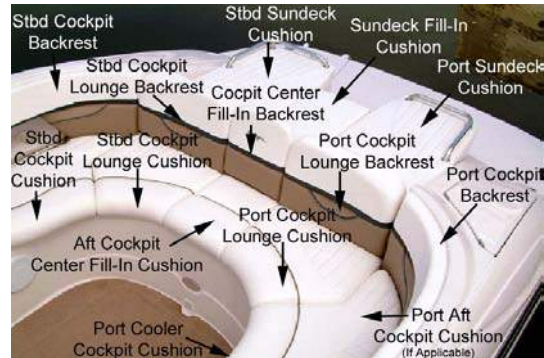 Stbd Cockpit
Backrest
Stbd Sundeck
Cushion
Sundeck Fill-In
Cushion
Port Sundeck
Cushion
Stbd Cockpit
Lounge Backrest
Cocpit Center
Fill-In Backrest
Port Cockpit
Lounge Backrest
Port Cockpit
Backrest
Stbd
Cockpit
Cushion
Stbd Cockpit
Lounge Cushion
Port Cockpit
Lounge Cushion
Aft Cockpit
Center Fill-In Cushion
Port Cooler
Cockpit Cushion
Port Aft
Cockpit Cushion
(If Applicable)